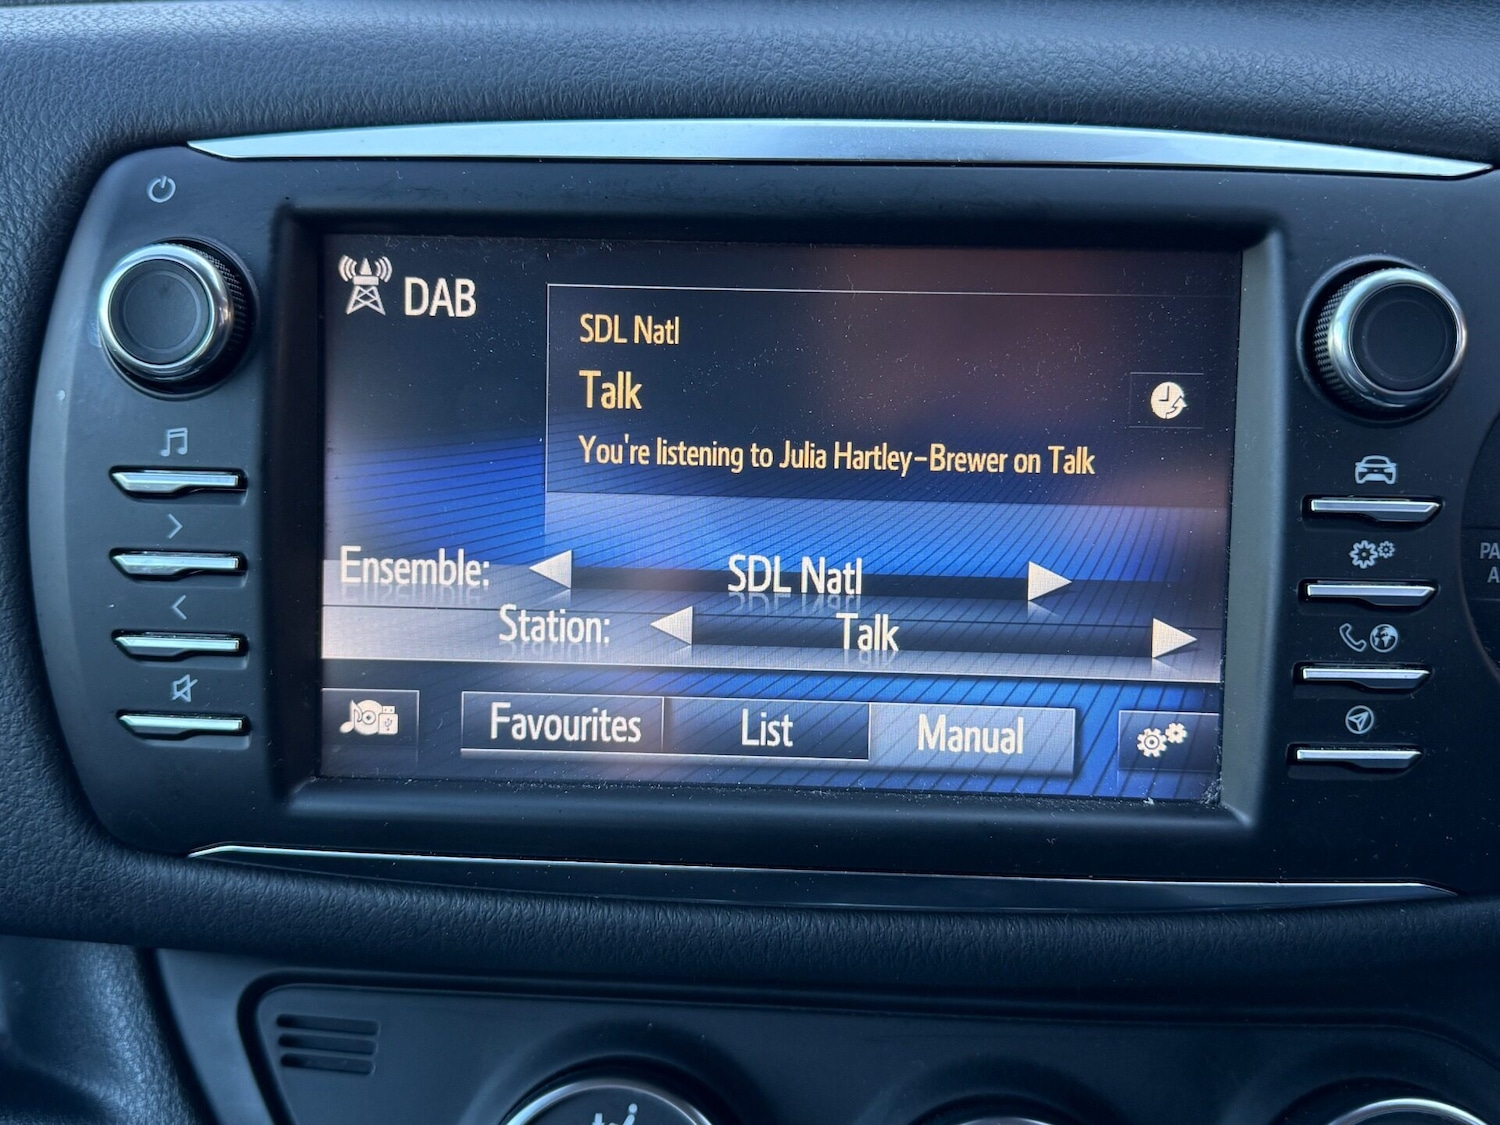 DAB
SDL Natl
Talk
You're listening to Julia Hartley-Brewer on Talk
Ensemble: SDL Natl
Station: Talk
Favourites List Manual
PA
A